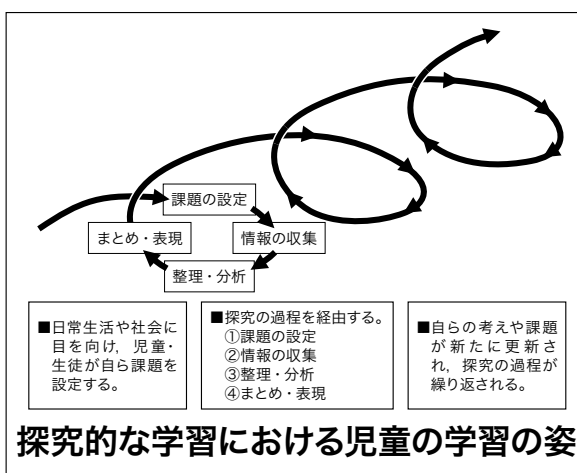 課題の設定
まとめ・表現
情報の収集
整理・分析
■日常生活や社会に
目を向け，児童・
生徒が自ら課題を
設定する。
■探究の過程を経由する。
①課題の設定
②情報の収集
③整理・分析
④まとめ・表現
■自らの考えや課題
が新たに更新さ
れ，探究の過程が
繰り返される。
探究的な学習における児童の学習の姿